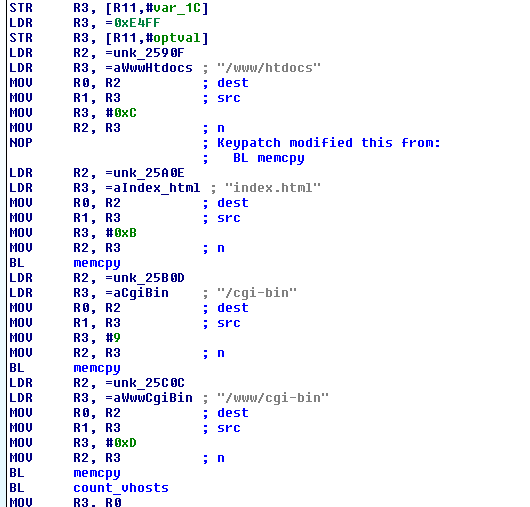 STR R3, [R11,#var_1C]
LDR R3, =0xE4FF
STR R3, [R11,#optval]
LDR R2, =unk_2590F
LDR R3, =aWwwHtdocs ; "/www/htdocs"
MOV R0, R2 ; dest
MOV R1, R3 ; src
MOV R3, #0xC
MOV R2, R3 ; n
NOP ; Keypatch modified this from:
; BL memcpy
LDR R2, =unk_25A0E
LDR R3, =aIndex_html ; "index.html"
MOV R0, R2 ; dest
MOV R1, R3 ; src
MOV R3, #0xB
MOV R2, R3 ; n
BL memcpy
LDR R2, =unk_25B0D
LDR R3, =aCgiBin ; "/cgi-bin"
MOV R0, R2 ; dest
MOV R1, R3 ; src
MOV R3, #9
MOV R2, R3 ; n
BL memcpy
LDR R2, =unk_25C0C
LDR R3, =aWwwCgiBin ; "/www/cgi-bin"
MOV R0, R2 ; dest
MOV R1, R3 ; src
MOV R3, #0xD
MOV R2, R3 ; n
BL memcpy
BL count_vhosts
MOV R3, R0